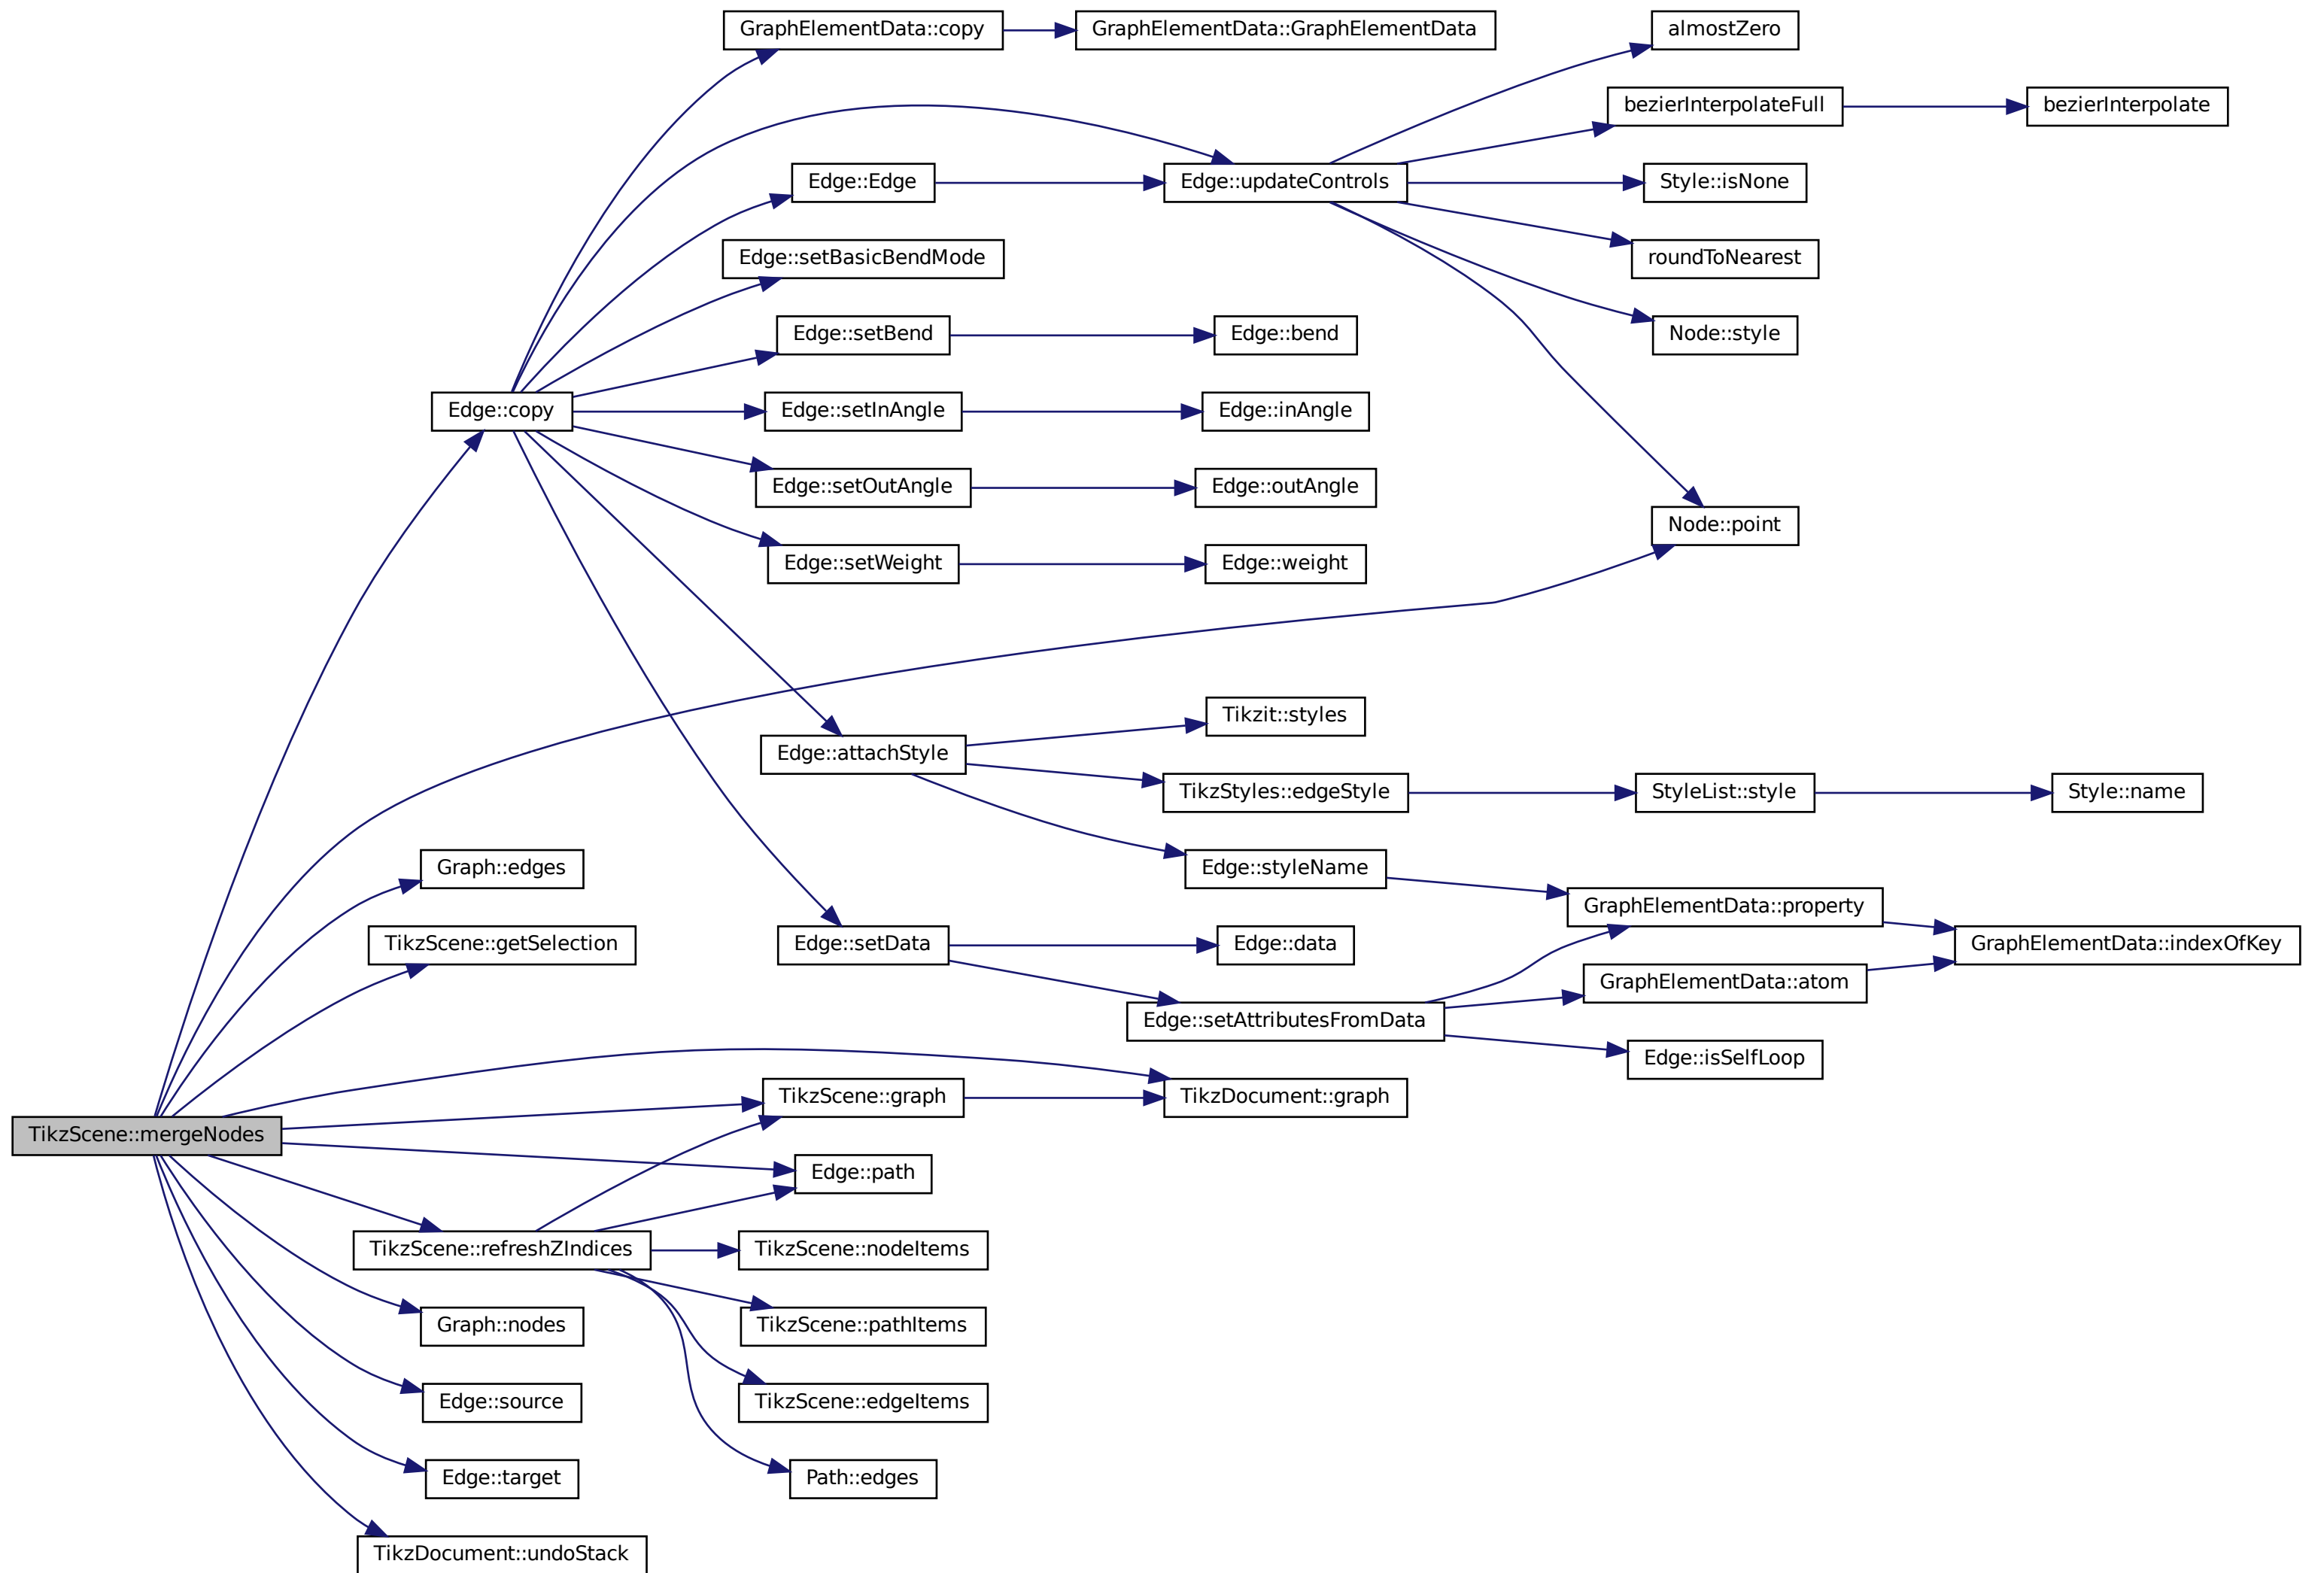 GraphElementData::copy
GraphElementData::GraphElementData
almostZero
bezierInterpolateFull
bezierInterpolate
Edge::Edge
Edge::updateControls
Style::isNone
Edge::setBasicBendMode
roundToNearest
Edge::setBend
Edge::bend
Node::style
Edge::copy
Edge::setInAngle
Edge::inAngle
Edge::setOutAngle
Edge::outAngle
Node::point
Edge::setWeight
Edge::weight
Tikzit::styles
Edge::attachStyle
TikzStyles::edgeStyle
StyleList::style
Style::name
Graph::edges
Edge::styleName
GraphElementData::property
TikzScene::getSelection
Edge::setData
Edge::data
GraphElementData::indexOfKey
GraphElementData::atom
Edge::setAttributesFromData
Edge::isSelfLoop
TikzScene::graph
TikzDocument::graph
TikzScene::mergeNodes
Edge::path
TikzScene::refreshZIndices
TikzScene::nodeItems
Graph::nodes
TikzScene::pathItems
Edge::source
TikzScene::edgeItems
Edge::target
Path::edges
TikzDocument::undoStack